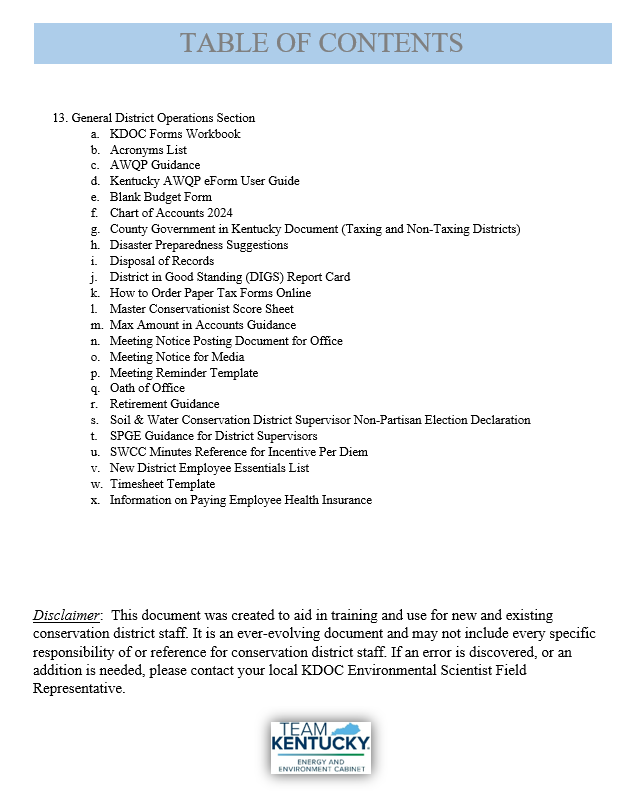 TABLE OF CONTENTS
13. General District Operations Section
a. KDOC Forms Workbook
b. Acronyms List
c. AWQP Guidance
d. Kentucky AWQP eForm User Guide
e. Blank Budget Form
f. Chart of Accounts 2024
g. County Government in Kentucky Document (Taxing and Non-Taxing Districts)
h. Disaster Preparedness Suggestions
i. Disposal of Records
j. District in Good Standing (DIGS) Report Card
k. How to Order Paper Tax Forms Online
l. Master Conservationist Score Sheet
m. Max Amount in Accounts Guidance
n. Meeting Notice Posting Document for Office
o. Meeting Notice for Media
p. Meeting Reminder Template
q. Oath of Office
r. Retirement Guidance
s. Soil & Water Conservation District Supervisor Non-Partisan Election Declaration
t. SPGE Guidance for District Supervisors
u. SWCC Minutes Reference for Incentive Per Diem
v. New District Employee Essentials List
w. Timesheet Template
x. Information on Paying Employee Health Insurance
Disclaimer: This document was created to aid in training and use for new and existing
conservation district staff. It is an ever-evolving document and may not include every specific
responsibility of or reference for conservation district staff. If an error is discovered, or an
addition is needed, please contact your local KDOC Environmental Scientist Field
Representative.
TEAM
KENTUCKY.
ENERGY AND
ENVIRONMENT CABINET